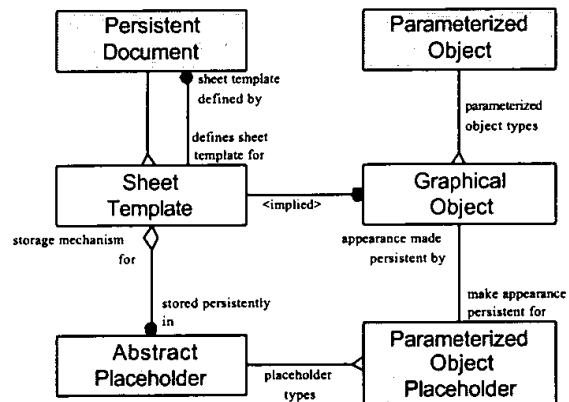 Persistent
Document
Parameterized
Object
sheet template
defined by
parameterized
object types
defines sheet
template for
Sheet
Template
<implied>
Graphical
Object
storage mechanism
for
appearance made
persistent by
stored persistently
in
make appearance
persistent for
Abstract
Placeholder
placeholder
types
Parameterized
Object
Placeholder